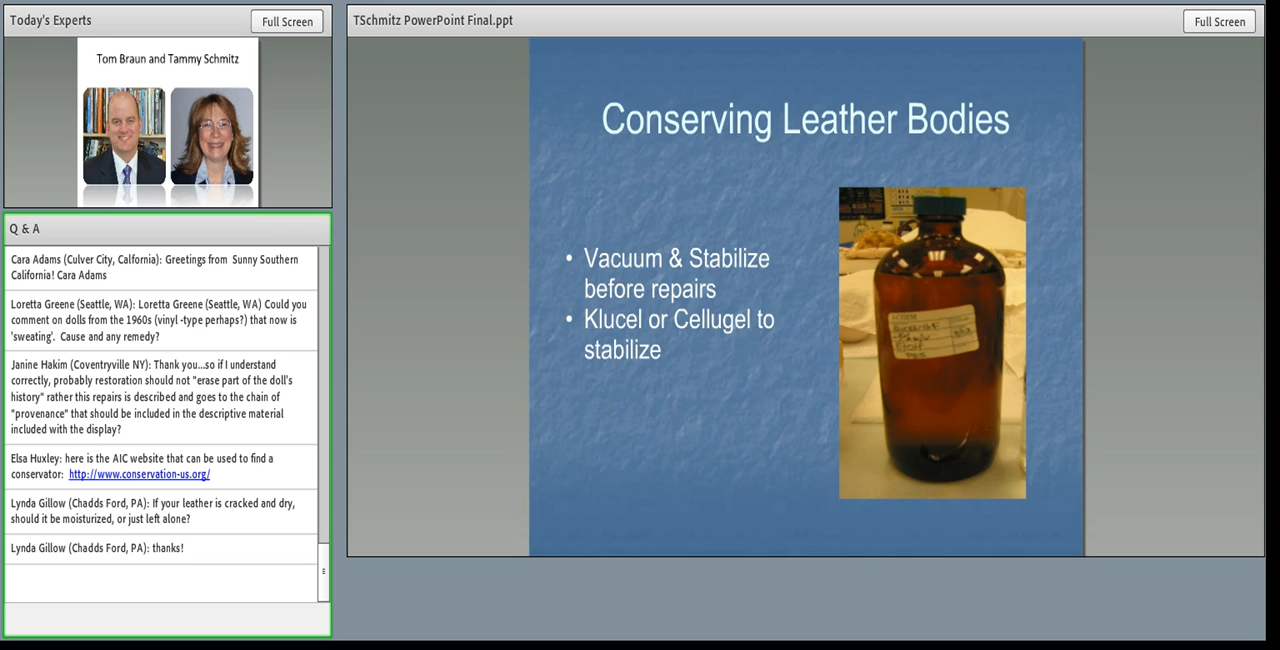 Today's Experts
Full Screen
Tom Braun and Tammy Schmitz
Q & A
Cara Adams (Culver City, Calfornia): Greetings from Sunny Southern
California! Cara Adams
Loretta Greene (Seattle, WA): Loretta Greene (Seattle, WA) Could you
comment on dolls from the 1960s (vinyl -type perhaps?) that now is
'sweating'. Cause and any remedy?
Janine Hakim (Coventryville NY): Thank you...so if I understand
correctly, probably restoration should not "erase part of the doll's
history" rather this repairs is described and goes to the chain of
"provenance" that should be included in the descriptive material
included with the display?
Elsa Huxley: here is the AIC website that can be used to find a
conservator: http://www.conservation-us.org/
Lynda Gillow (Chadds Ford, PA): If your leather is cracked and dry,
should it be moisturized, or just left alone?
Lynda Gillow (Chadds Ford, PA): thanks!
TSchmitz PowerPoint Final.ppt
Full Screen
Conserving Leather Bodies
• Vacuum & Stabilize
before repairs
• Klucel or Cellugel to
stabilize